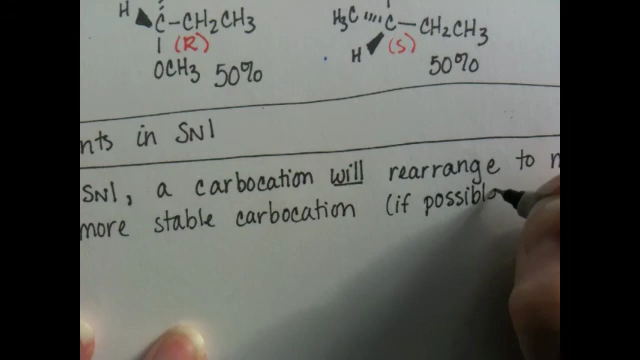 H C-CH2CH3 H3C C-CH2CH3
(R) (S)
OCH3 50% H 50%
nts in SN1
SN1, a carbocation will rearrange to
more stable carbocation (if possibl